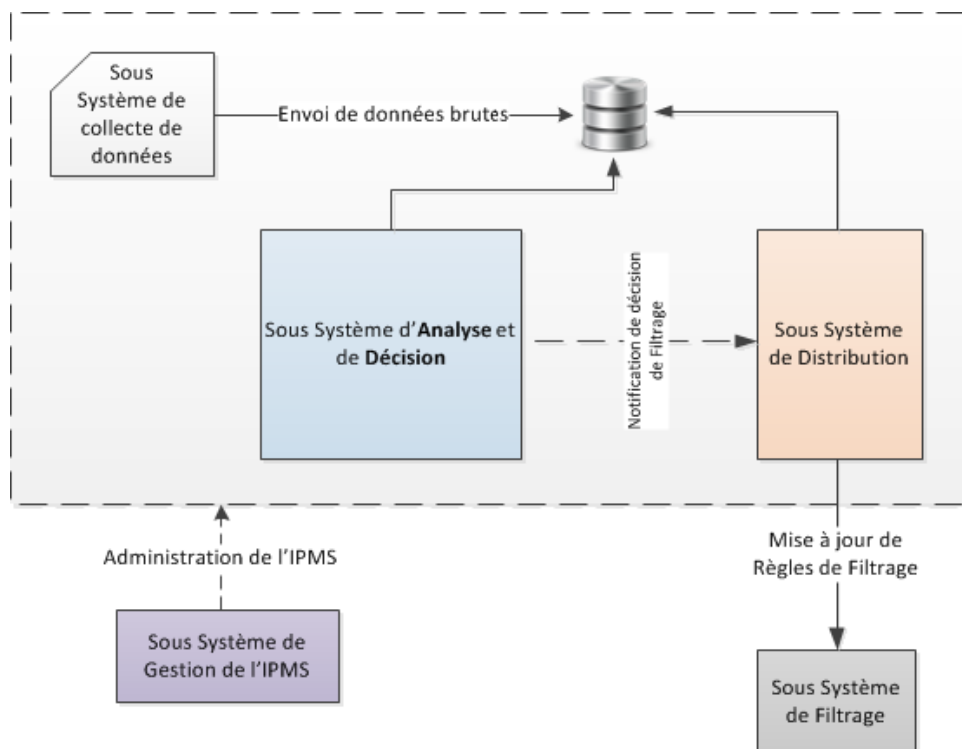 Sous
Système de
collecte de
données
Envoi de données brutes
Sous Système d'Analyse et
de Décision
Notification de décision
de Filtrage
Sous Système
de Distribution
Administration de l'IPMS
Mise à jour de
Règles de Filtrage
Sous Système de
Gestion de l'IPMS
Sous Système
de Filtrage